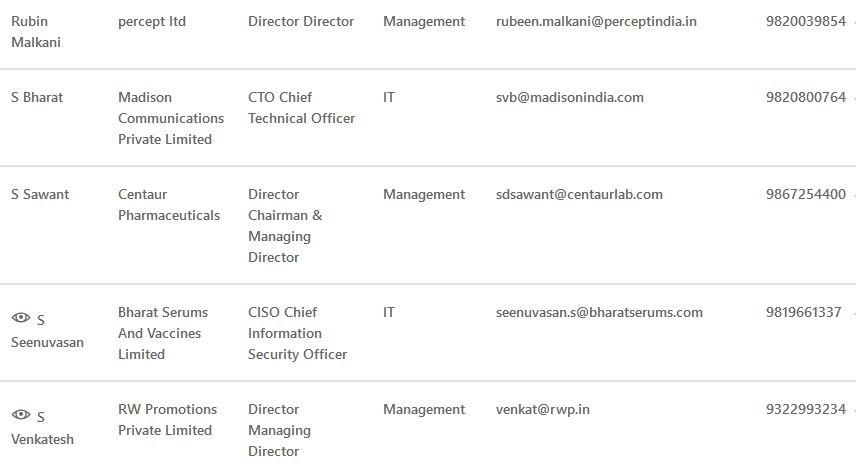 Rubin percept ltd Director Director Management rubeen.malkani@perceptindia.in 9820039854
Malkani
S Bharat Madison CTO Chief IT svb@madisonindia.com 9820800764
Communications Technical Officer
Private Limited
S Sawant Centaur Director Management sdsawant@centaurlab.com 9867254400
Pharmaceuticals Chairman &
Managing
Director
S Bharat Serums CISO Chief IT seenuvasan.s@bharatserums.com 9819661337
Seenuvasan And Vaccines Information
Limited Security Officer
S RW Promotions Director Management venkat@rwp.in 9322993234
Venkatesh Private Limited Managing
Director